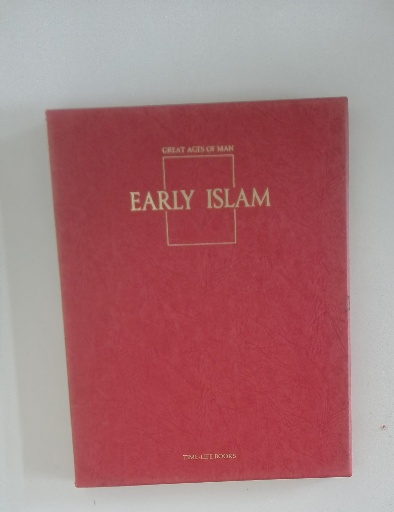 GREAT AGES OF MAN
EARLY ISLAM
TIME-LIFE BOOKS